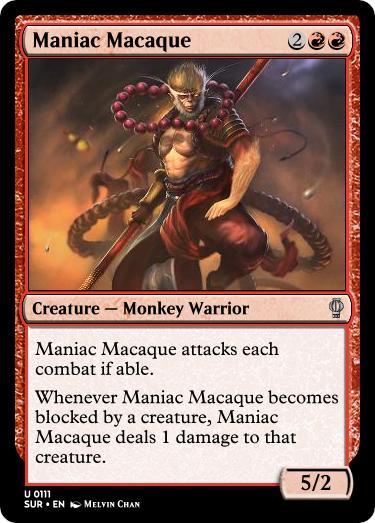 Maniac Macaque 2
Creature — Monkey Warrior
Maniac Macaque attacks each
combat if able.
Whenever Maniac Macaque becomes
blocked by a creature, Maniac
Macaque deals 1 damage to that
creature.
5/2
U 0111
SUR • EN Melvin Chan